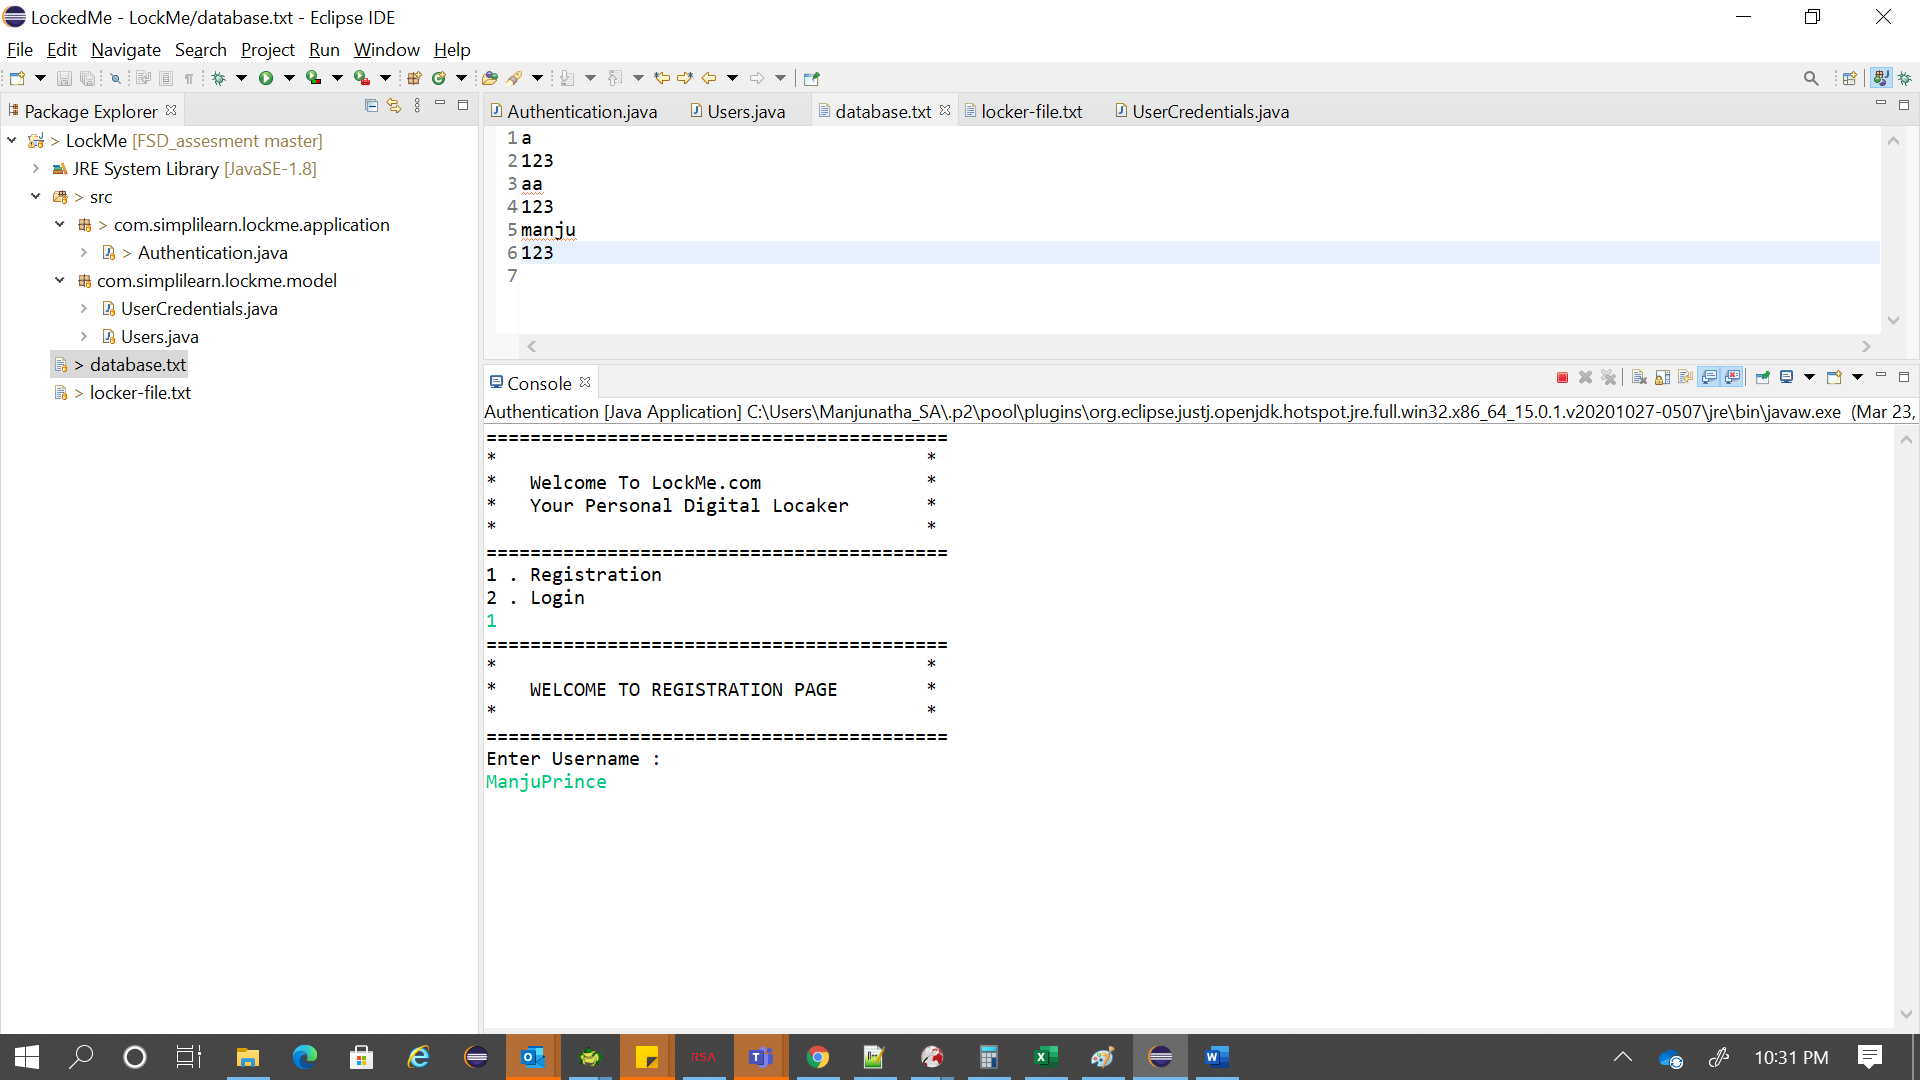 LockedMe - LockMe/database.txt - Eclipse IDE
File Edit Navigate Search Project Run Window Help
Package Explorer
> LockMe [FSD_assesment master]
JRE System Library [JavaSE-1.8]
> src
> com.simplilearn.lockme.application
> Authentication.java
com.simplilearn.lockme.model
UserCredentials.java
Users.java
> database.txt
> locker-file.txt
Authentication.java Users.java database.txt locker-file.txt UserCredentials.java
1 a
2 123
3 aa
4 123
5 manju
6 123
7
Console
Authentication [Java Application] C:\Users\Manjunatha_SA\.p2\pool\plugins\org.eclipse.justj.openjdk.hotspot.jre.full.win32.x86_64_15.0.1.v20201027-0507\jre\bin\javaw.exe (Mar 23,
==========================================
* *
* Welcome To LockMe.com *
* Your Personal Digital Locaker *
* *
==========================================
1 . Registration
2 . Login
1
==========================================
* *
* WELCOME TO REGISTRATION PAGE *
* *
==========================================
Enter Username :
ManjuPrince
RSA
10:31 PM